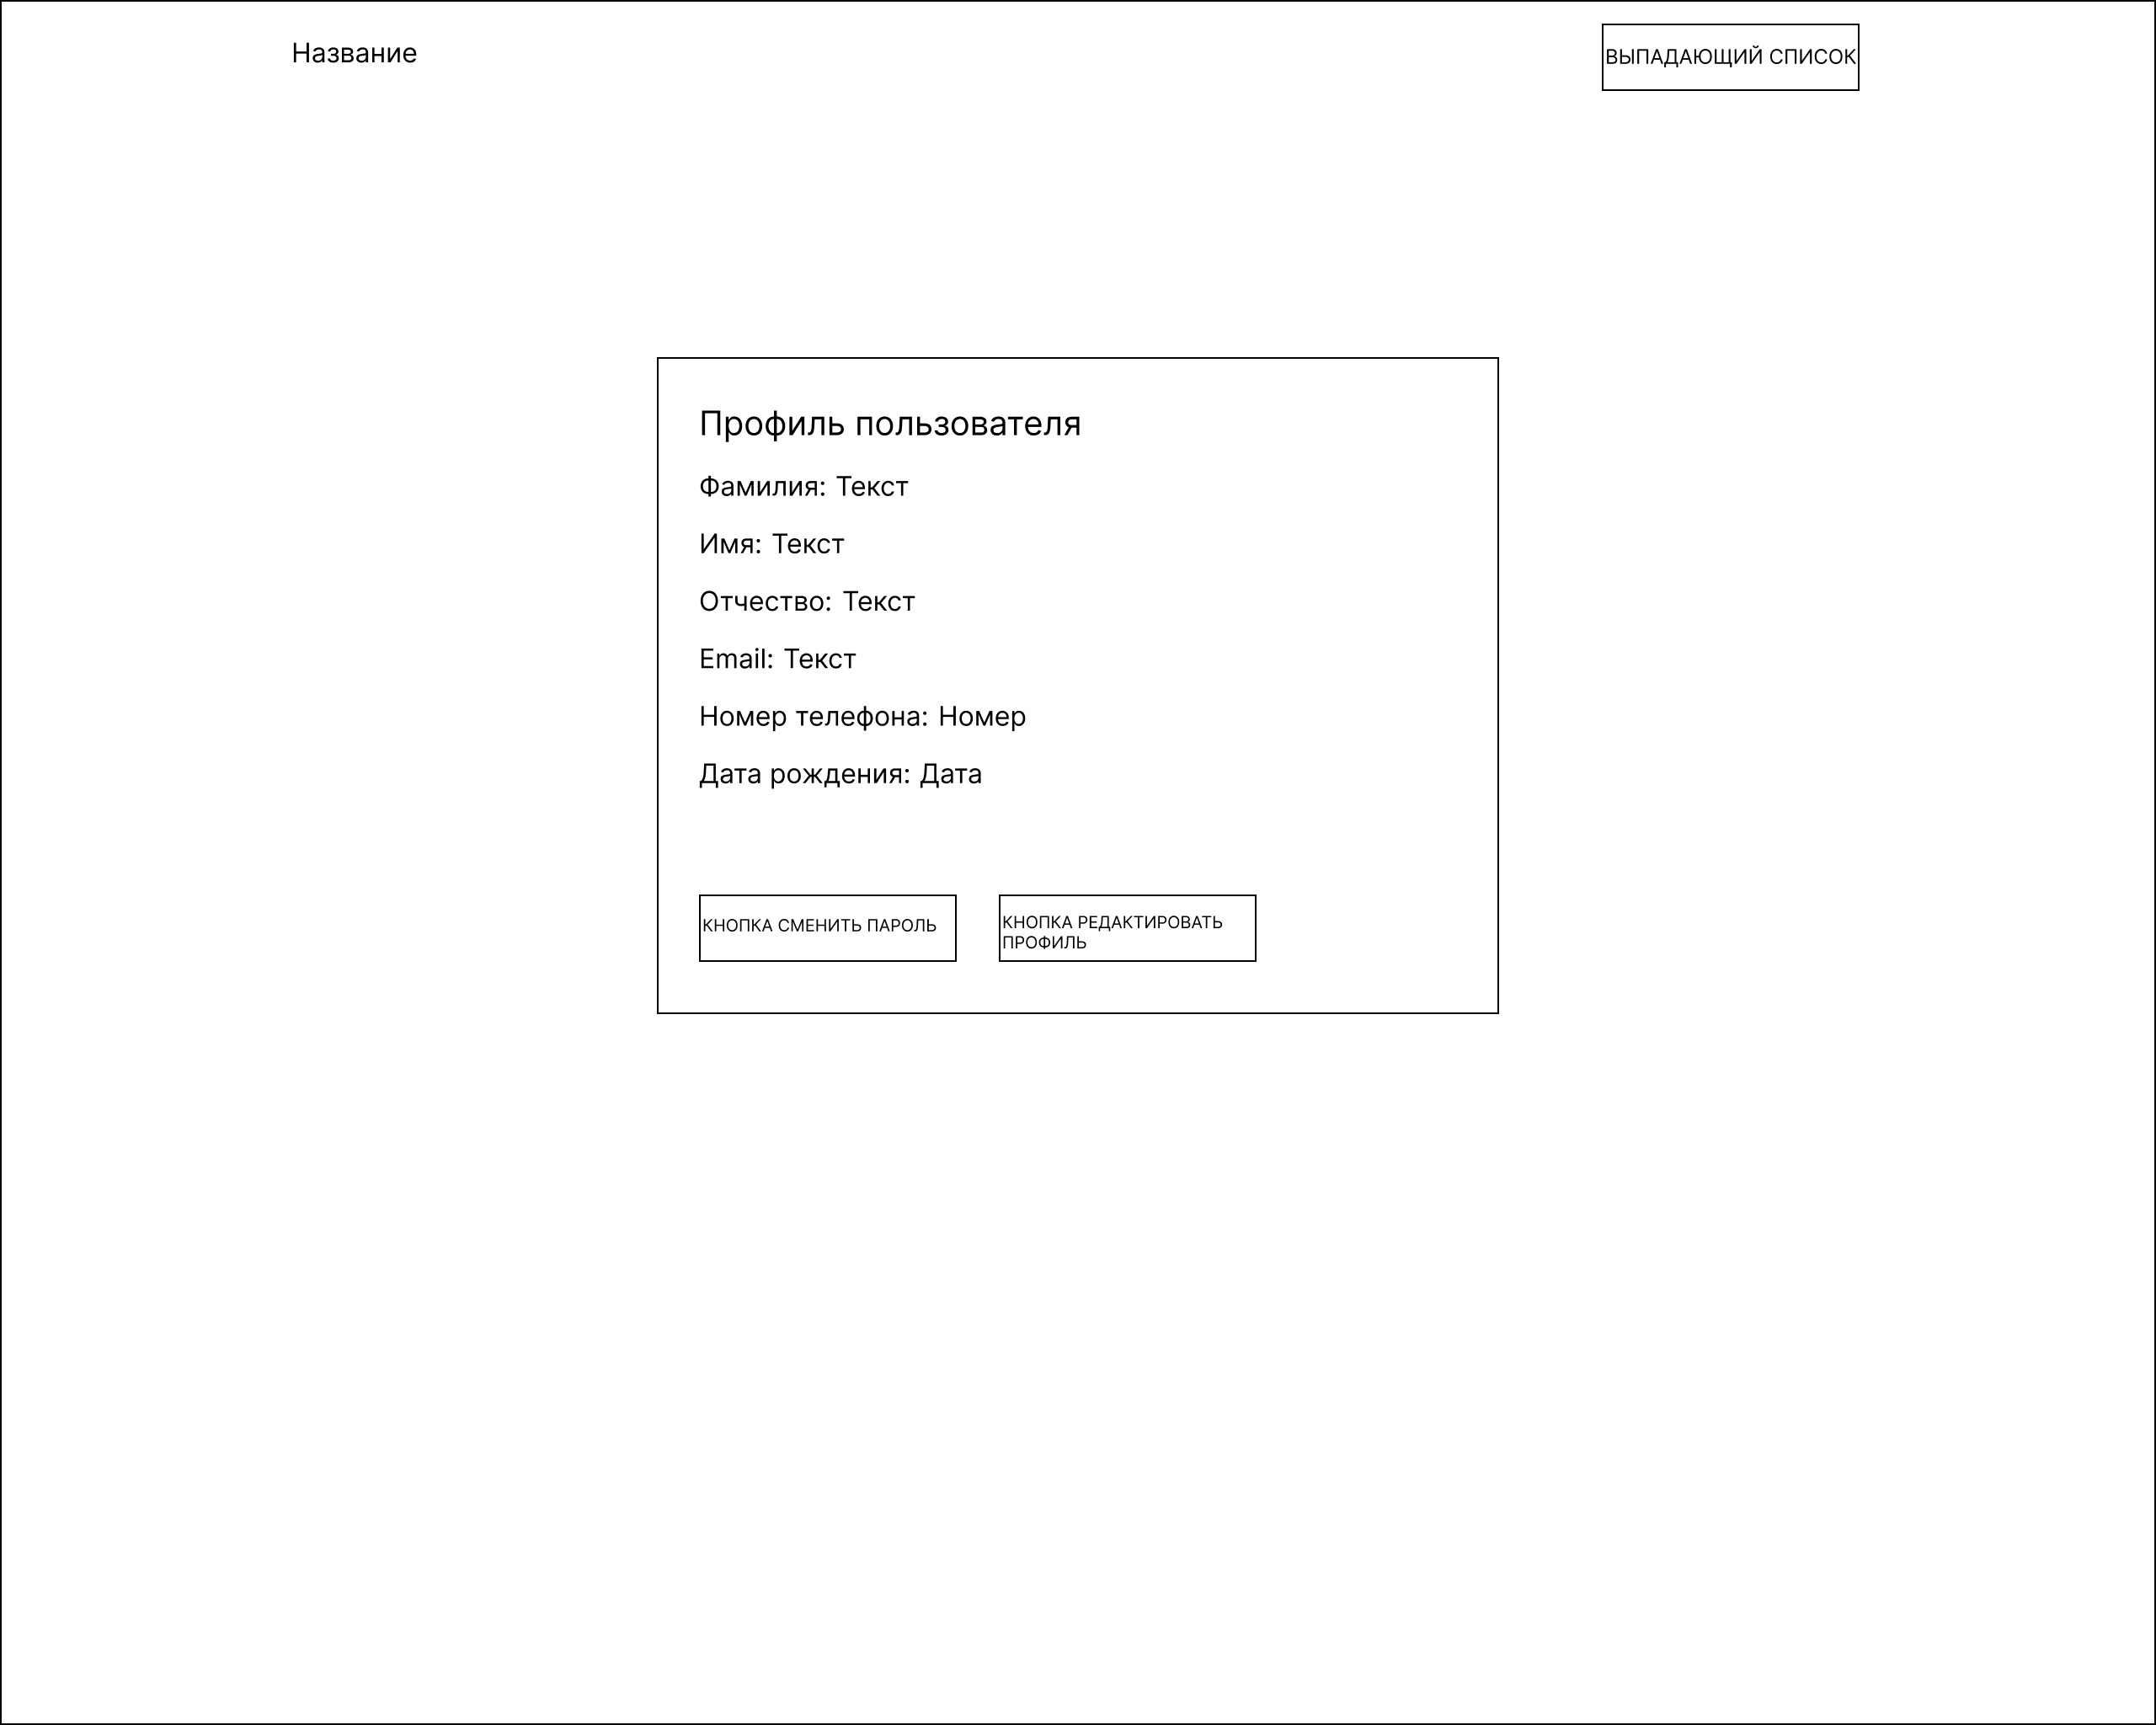 Название
ВЫПАДАЮЩИЙ СПИСОК
Профиль пользователя
Фамилия: Текст
Имя: Текст
Отчество: Текст
Email: Текст
Номер телефона: Номер
Дата рождения: Дата
КНОПКА СМЕНИТЬ ПАРОЛЬ
КНОПКА РЕДАКТИРОВАТЬ
ПРОФИЛЬ